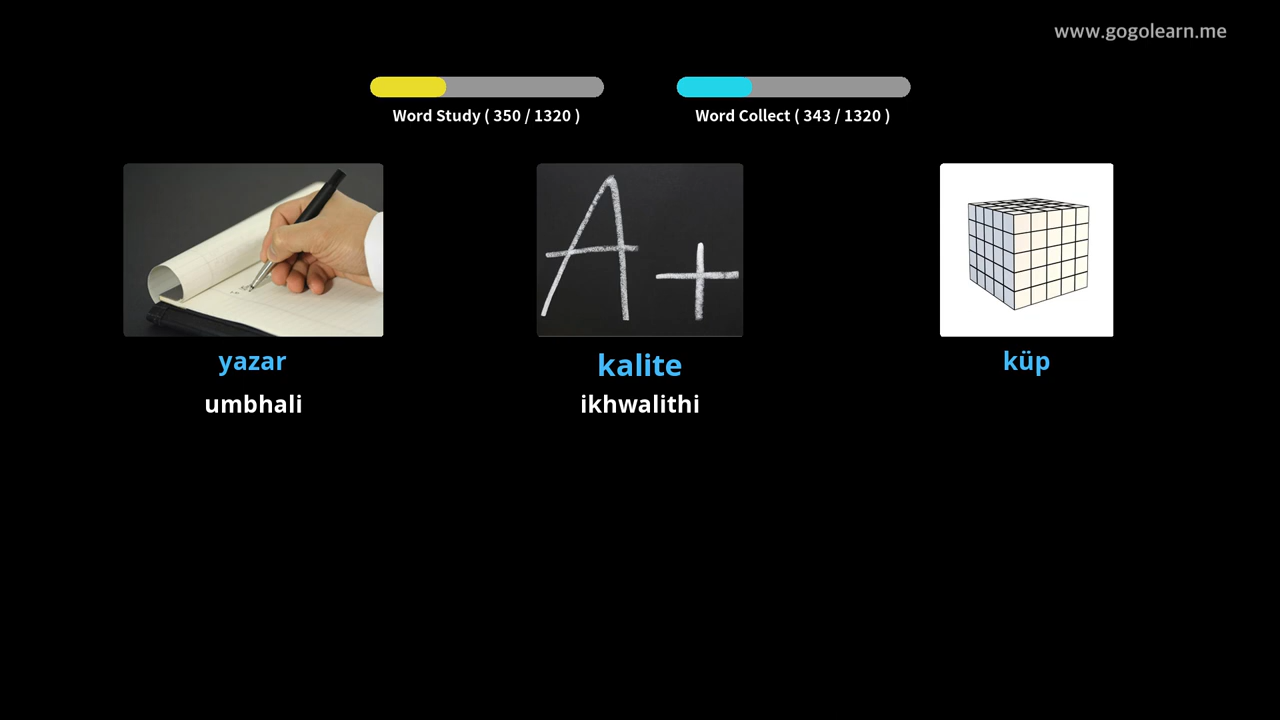 www.gogolearn.me
Word Study ( 350 / 1320 )
Word Collect ( 343 / 1320 )
A+
yazar
kalite
küp
umbhali
ikhwalithi